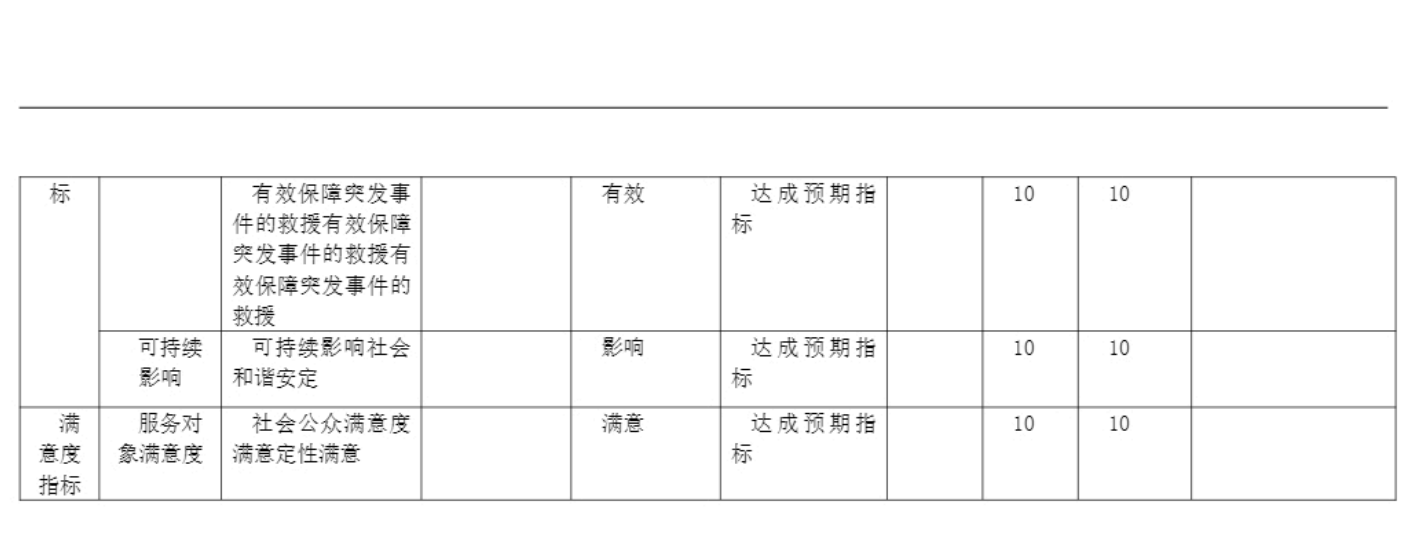 标 有效保障突发事 有效 达成预期指 10 10
件的救援有效保障 标
突发事件的救援有
效保障突发事件的
救援
可持续 可持续影响社会 影响 达成预期指 10 10
影响 和谐安定 标
满 服务对 社会公众满意度 满意 达成预期指 10 10
意度 象满意度 满意定性满意 标
指标